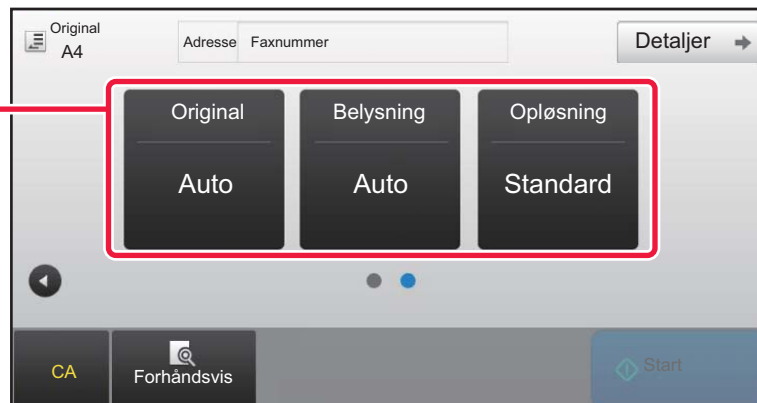 Original
A4
Adresse Faxnummer
Detaljer
Original Belysning Opløsning
Auto Auto Standard
CA Forhåndsvis Start